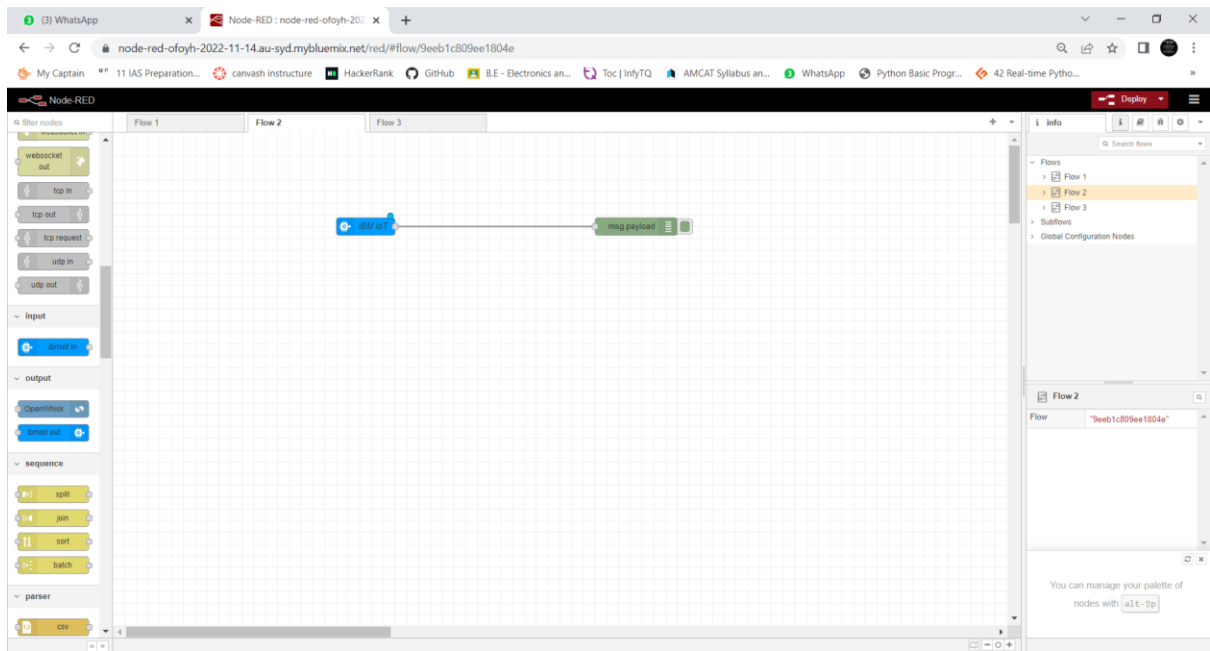 (3) WhatsApp
Node-RED : node-red-ofoyh-202
node-red-ofoyh-2022-11-14.au-syd.mybluemix.net/red/#flow/9eeb1c809ee1804e
My Captain
11 IAS Preparation...
canvash instructure
HackerRank
GitHub
B.E - Electronics an...
Toc | InfyTQ
AMCAT Syllabus an...
WhatsApp
Python Basic Progr...
42 Real-time Pytho...
Node-RED
Deploy
filter nodes
Flow 1
Flow 2
Flow 3
info
Search flows
websocket out
tcp in
tcp out
tcp request
udp in
udp out
input
ibmiot in
output
OpenWhisk
ibmiot out
sequence
split
join
sort
batch
parser
csv
IBM IoT
msg.payload
Flows
Flow 1
Flow 2
Flow 3
Subflows
Global Configuration Nodes
Flow 2
Flow
"9eeb1c809ee1804e"
You can manage your palette of
nodes with alt-⇧p